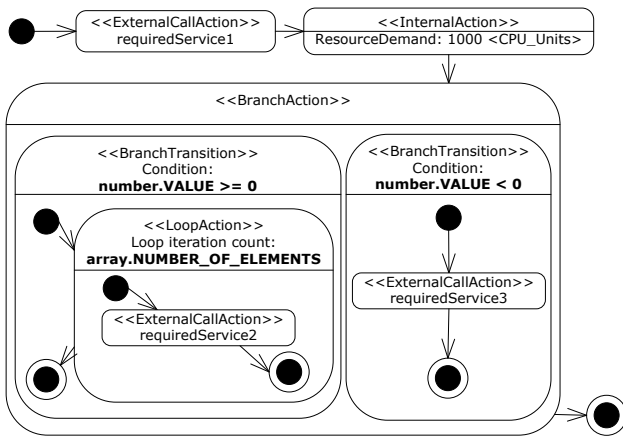 <<ExternalCallAction>>
requiredService1
<<InternalAction>>
ResourceDemand: 1000 <CPU_Units>
<<BranchAction>>
<<BranchTransition>>
Condition:
number.VALUE >= 0
<<LoopAction>>
Loop iteration count:
array.NUMBER_OF_ELEMENTS
<<ExternalCallAction>>
requiredService2
<<BranchTransition>>
Condition:
number.VALUE < 0
<<ExternalCallAction>>
requiredService3